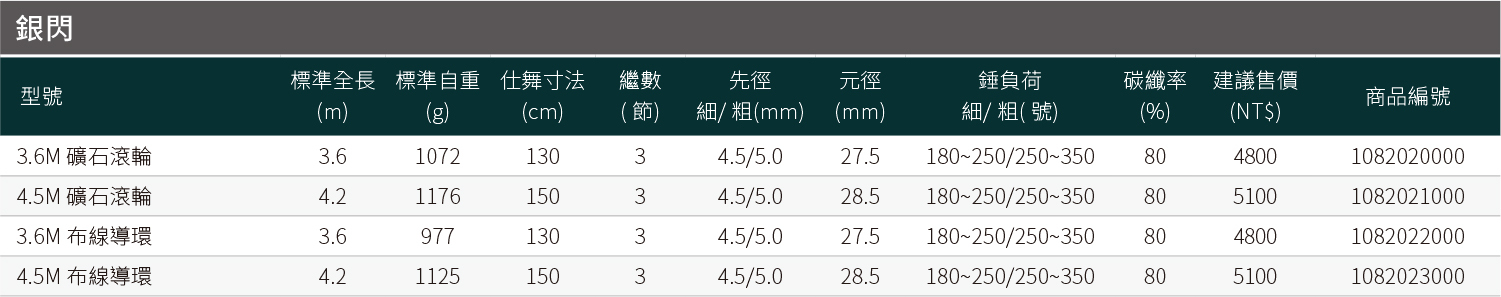 銀閃
型號 標準全長 (m) 標準自重 (g) 仕舞寸法 (cm) 繼數 ( 節) 先徑 細/ 粗(mm) 元徑 (mm) 錘負荷 細/ 粗( 號) 碳纖率 (%) 建議售價 (NT$) 商品編號
3.6M 礦石滾輪 3.6 1072 130 3 4.5/5.0 27.5 180~250/250~350 80 4800 1082020000
4.5M 礦石滾輪 4.2 1176 150 3 4.5/5.0 28.5 180~250/250~350 80 5100 1082021000
3.6M 布線導環 3.6 977 130 3 4.5/5.0 27.5 180~250/250~350 80 4800 1082022000
4.5M 布線導環 4.2 1125 150 3 4.5/5.0 28.5 180~250/250~350 80 5100 1082023000